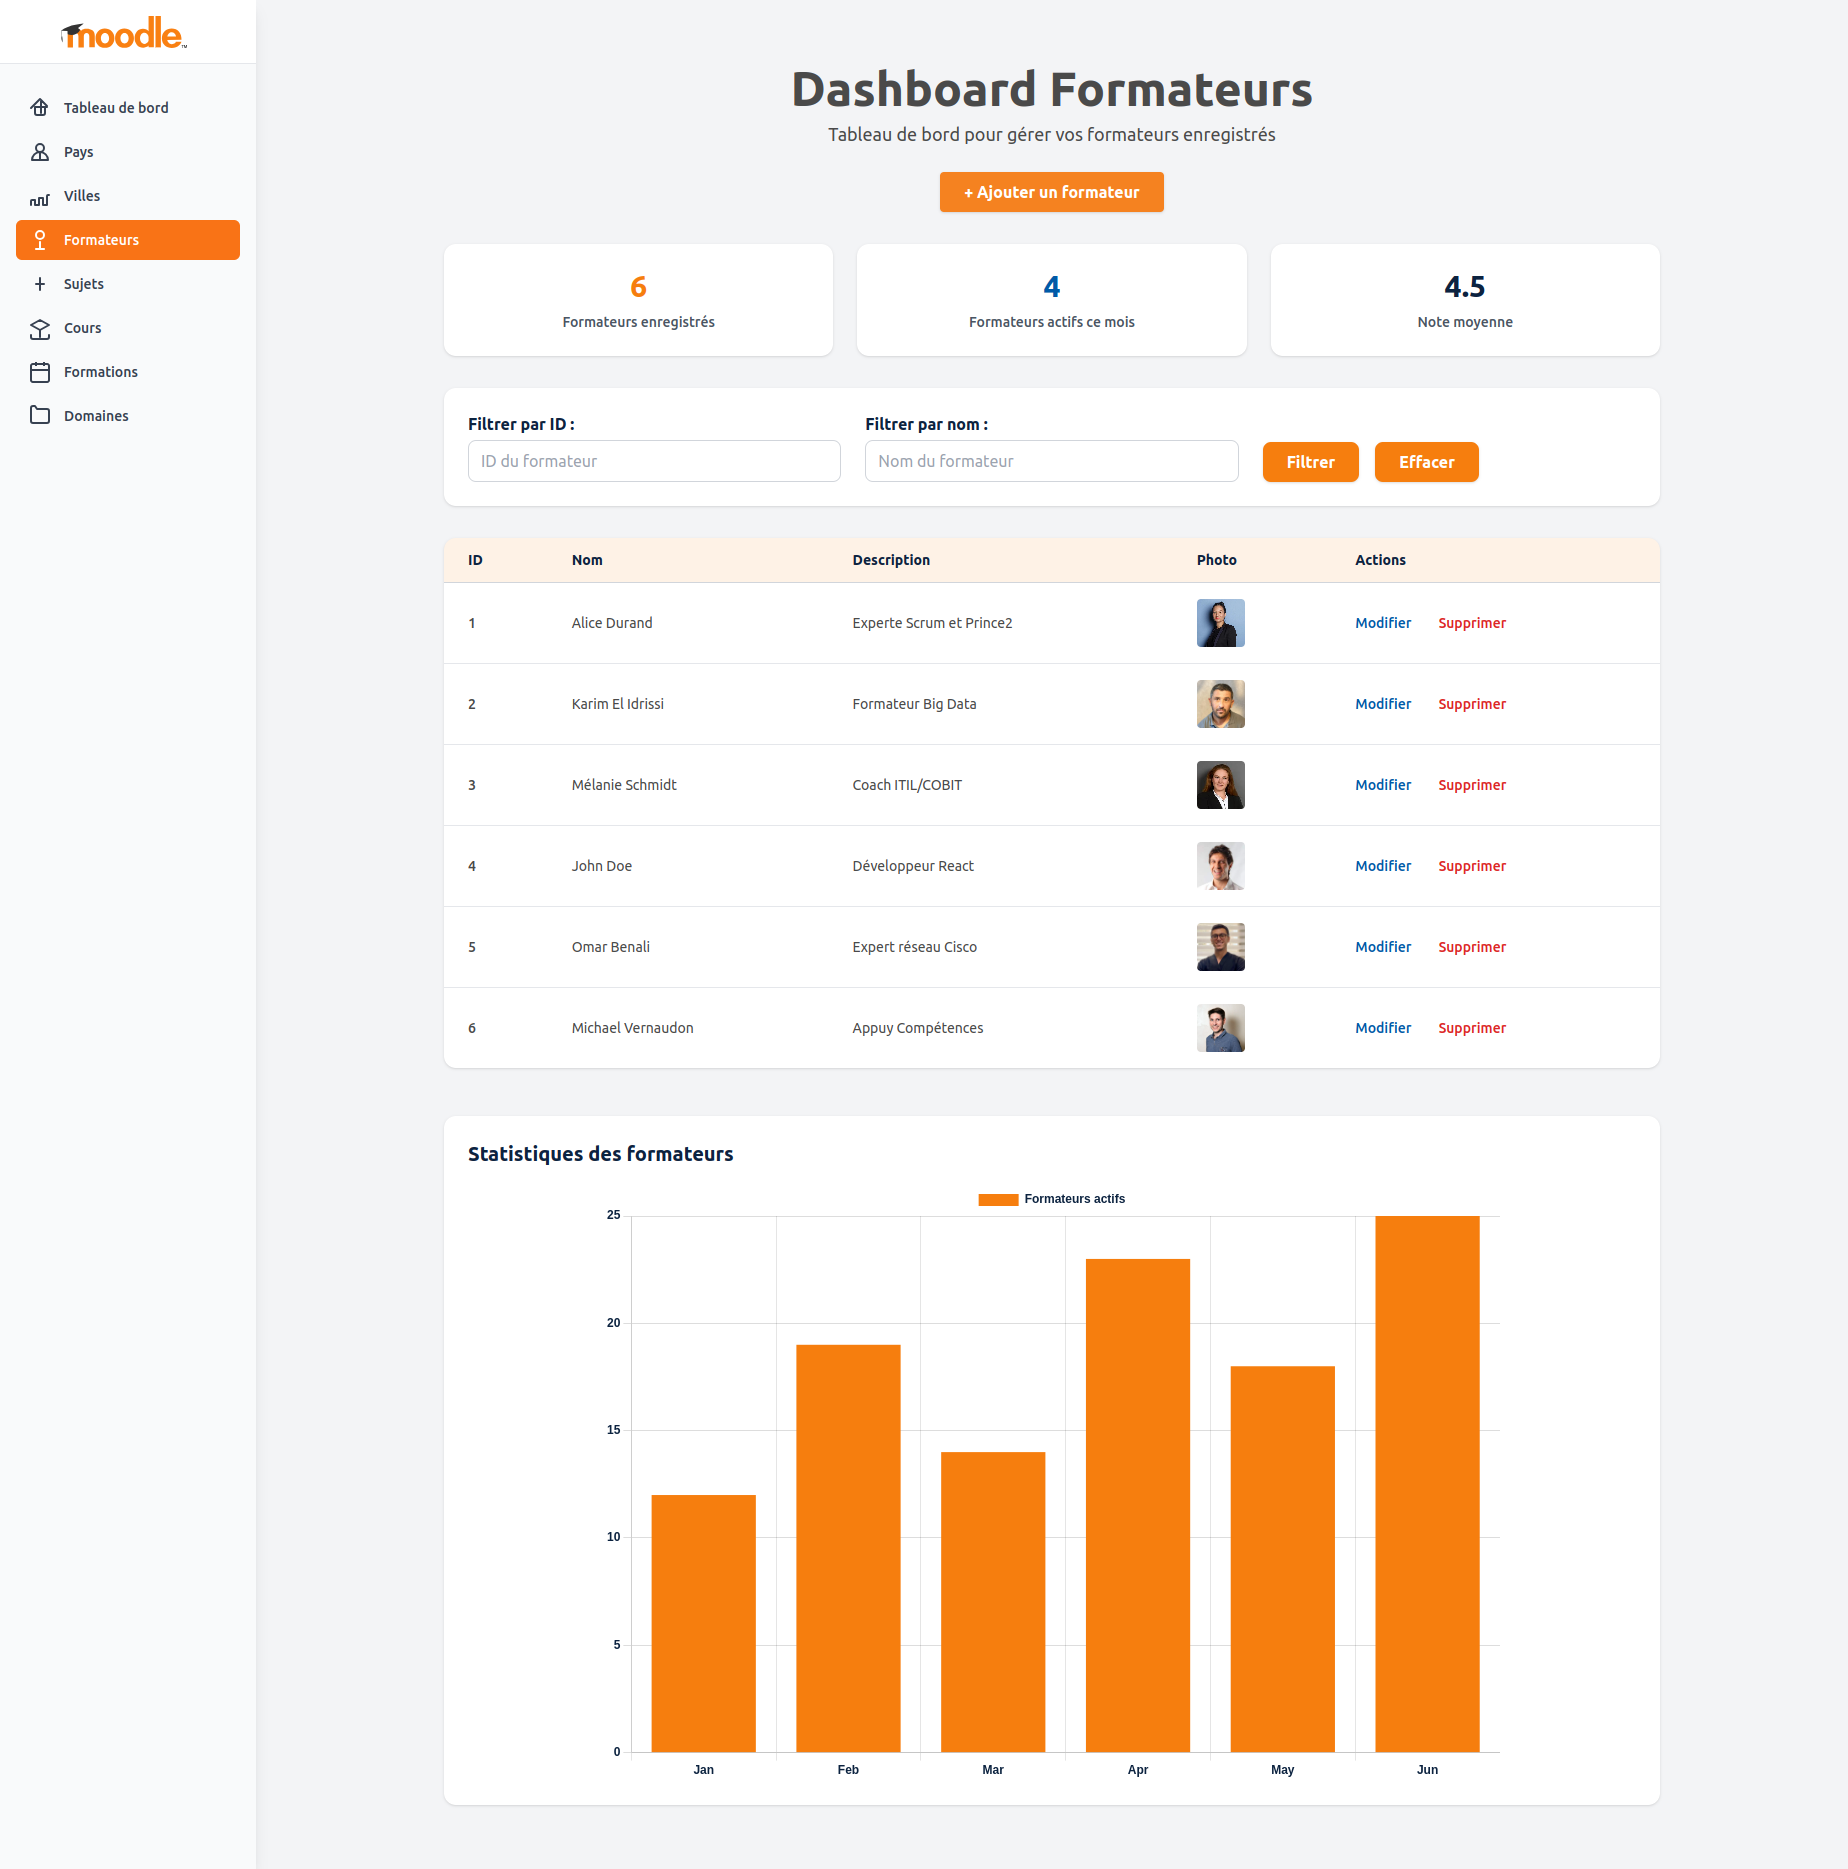 moodle™
Tableau de bord
Pays
Villes
Formateurs
Sujets
Cours
Formations
Domaines
Dashboard Formateurs
Tableau de bord pour gérer vos formateurs enregistrés
+ Ajouter un formateur
6
Formateurs enregistrés
4
Formateurs actifs ce mois
4.5
Note moyenne
Filtrer par ID :
ID du formateur
Filtrer par nom :
Nom du formateur
Filtrer
Effacer
ID Nom Description Photo Actions
1 Alice Durand Experte Scrum et Prince2 Modifier Supprimer
2 Karim El Idrissi Formateur Big Data Modifier Supprimer
3 Mélanie Schmidt Coach ITIL/COBIT Modifier Supprimer
4 John Doe Développeur React Modifier Supprimer
5 Omar Benali Expert réseau Cisco Modifier Supprimer
6 Michael Vernaudon Appuy Compétences Modifier Supprimer
Statistiques des formateurs
Formateurs actifs
25
20
15
10
5
0
Jan Feb Mar Apr May Jun